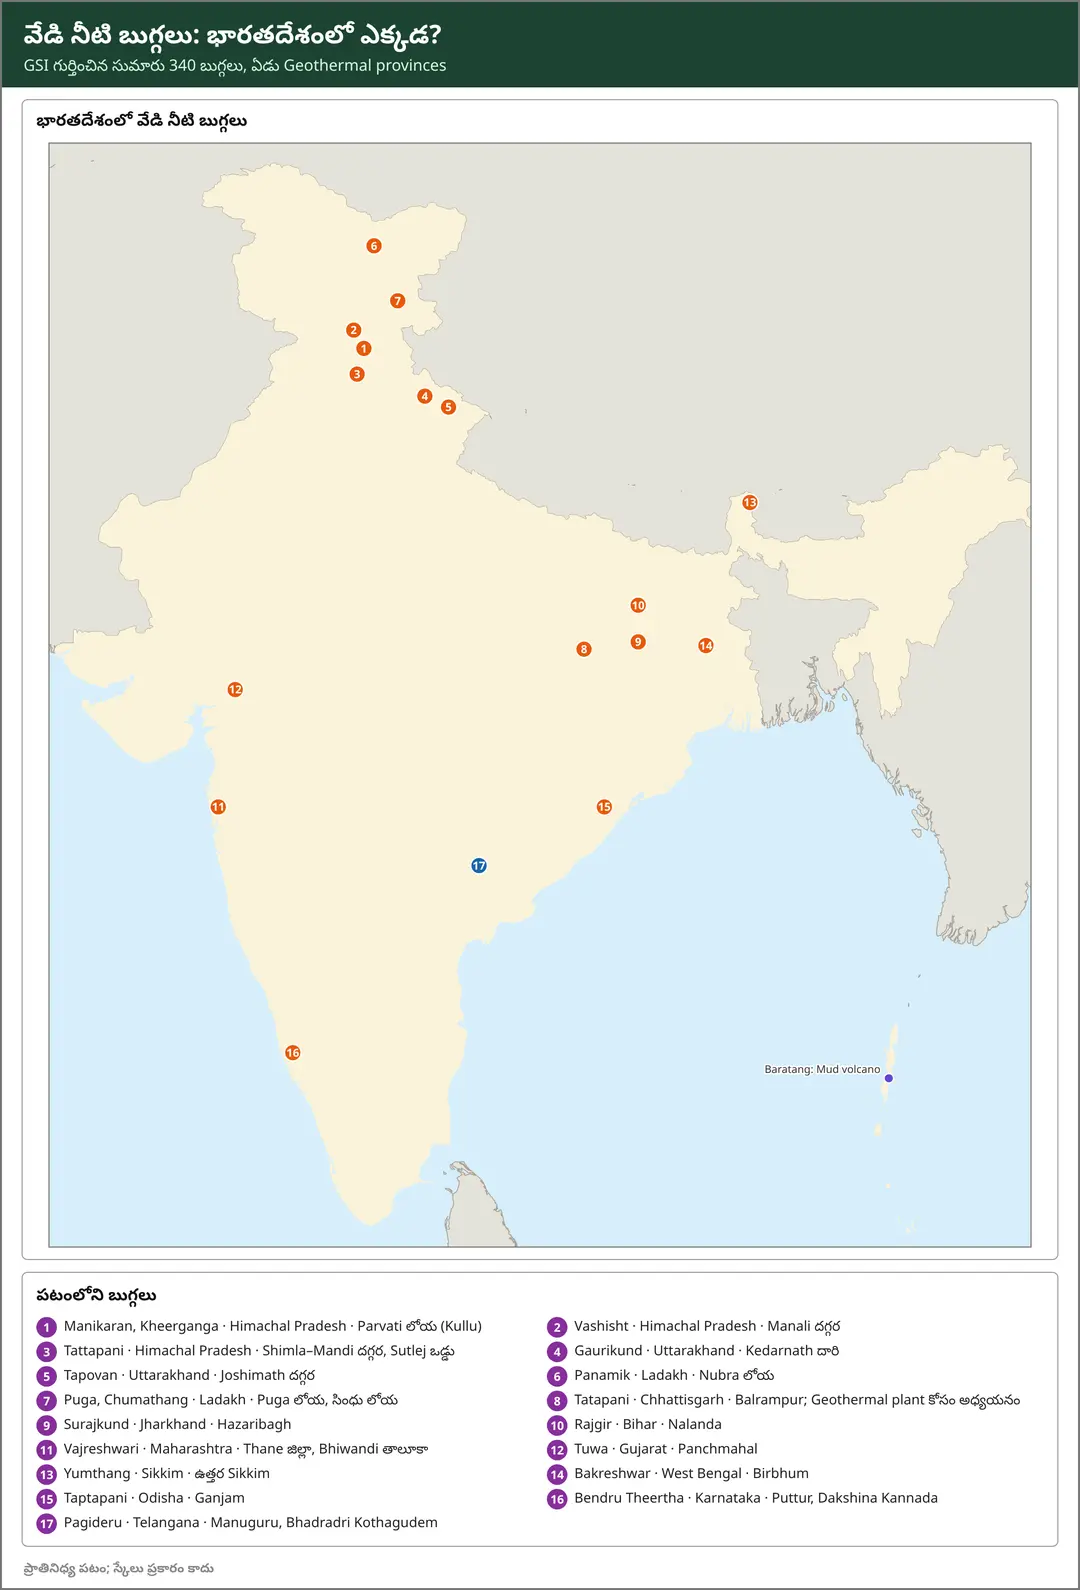 వేడి నీటి బుగ్గలు: భారతదేశంలో ఎక్కడ?
GSI గుర్తించిన సుమారు 340 బుగ్గలు, ఏడు Geothermal provinces
భారతదేశంలో వేడి నీటి బుగ్గలు
6
7
2
1
3
4
5
13
10
9
8
14
12
11
15
17
16
Baratang: Mud volcano
పటంలోని బుగ్గలు
1 Manikaran, Kheerganga · Himachal Pradesh · Parvati లోయ (Kullu)
2 Vashisht · Himachal Pradesh · Manali దగ్గర
3 Tattapani · Himachal Pradesh · Shimla–Mandi దగ్గర, Sutlej ఒడ్డు
4 Gaurikund · Uttarakhand · Kedarnath దారి
5 Tapovan · Uttarakhand · Joshimath దగ్గర
6 Panamik · Ladakh · Nubra లోయ
7 Puga, Chumathang · Ladakh · Puga లోయ, సింధు లోయ
8 Tatapani · Chhattisgarh · Balrampur; Geothermal plant కోసం అధ్యయనం
9 Surajkund · Jharkhand · Hazaribagh
10 Rajgir · Bihar · Nalanda
11 Vajreshwari · Maharashtra · Thane జిల్లా, Bhiwandi తాలూకా
12 Tuwa · Gujarat · Panchmahal
13 Yumthang · Sikkim · ఉత్తర Sikkim
14 Bakreshwar · West Bengal · Birbhum
15 Taptapani · Odisha · Ganjam
16 Bendru Theertha · Karnataka · Puttur, Dakshina Kannada
17 Pagideru · Telangana · Manuguru, Bhadradri Kothagudem
ప్రాతినిధ్య పటం; స్కేలు ప్రకారం కాదు